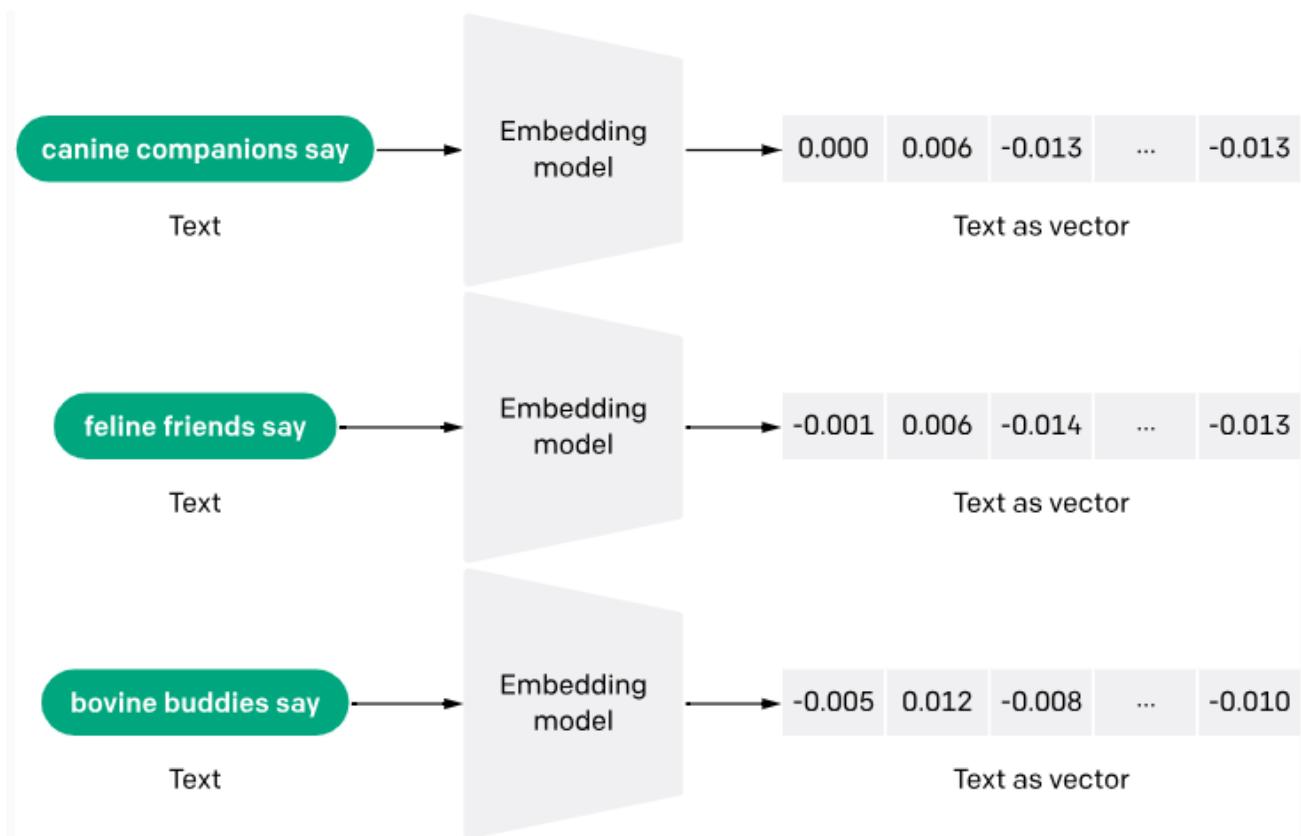 canine companions say
Embedding
model
0.000 0.006 -0.013 ... -0.013
Text
Text as vector
feline friends say
Embedding
model
-0.001 0.006 -0.014 ... -0.013
Text
Text as vector
bovine buddies say
Embedding
model
-0.005 0.012 -0.008 ... -0.010
Text
Text as vector